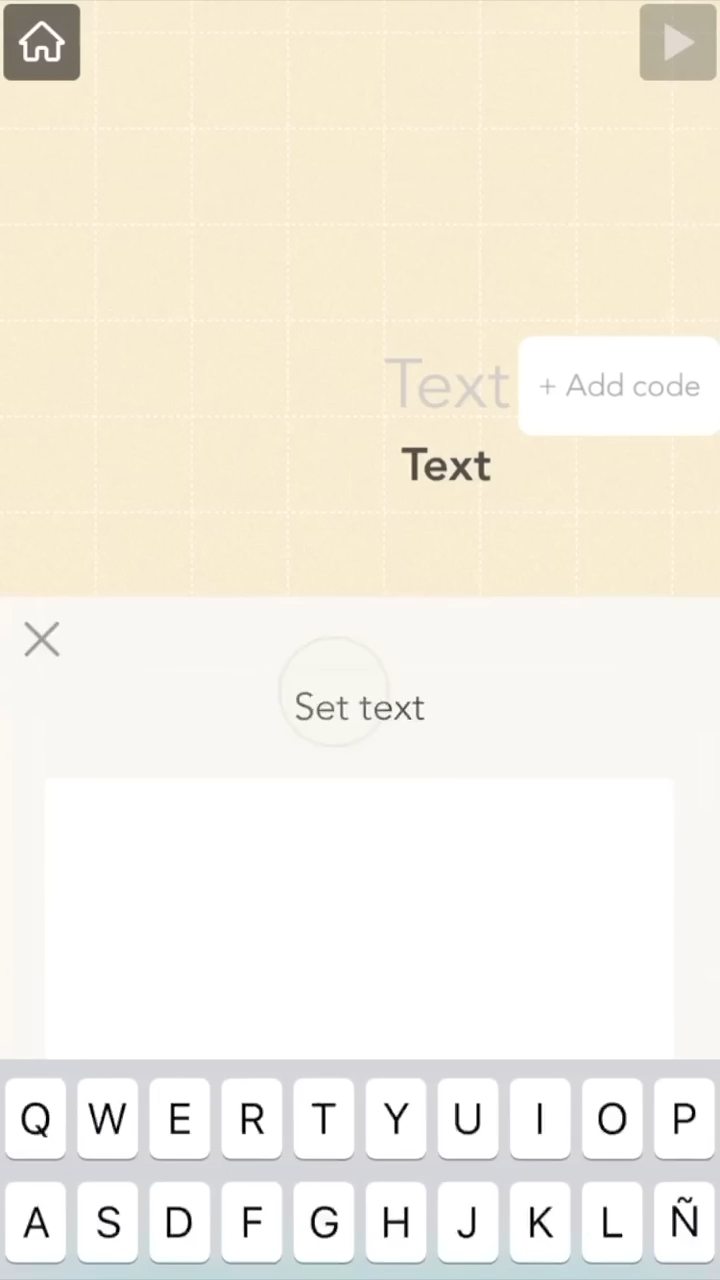 Text + Add code
Text
Set text
Q W E R T Y U I O P
A S D F G H J K L Ñ